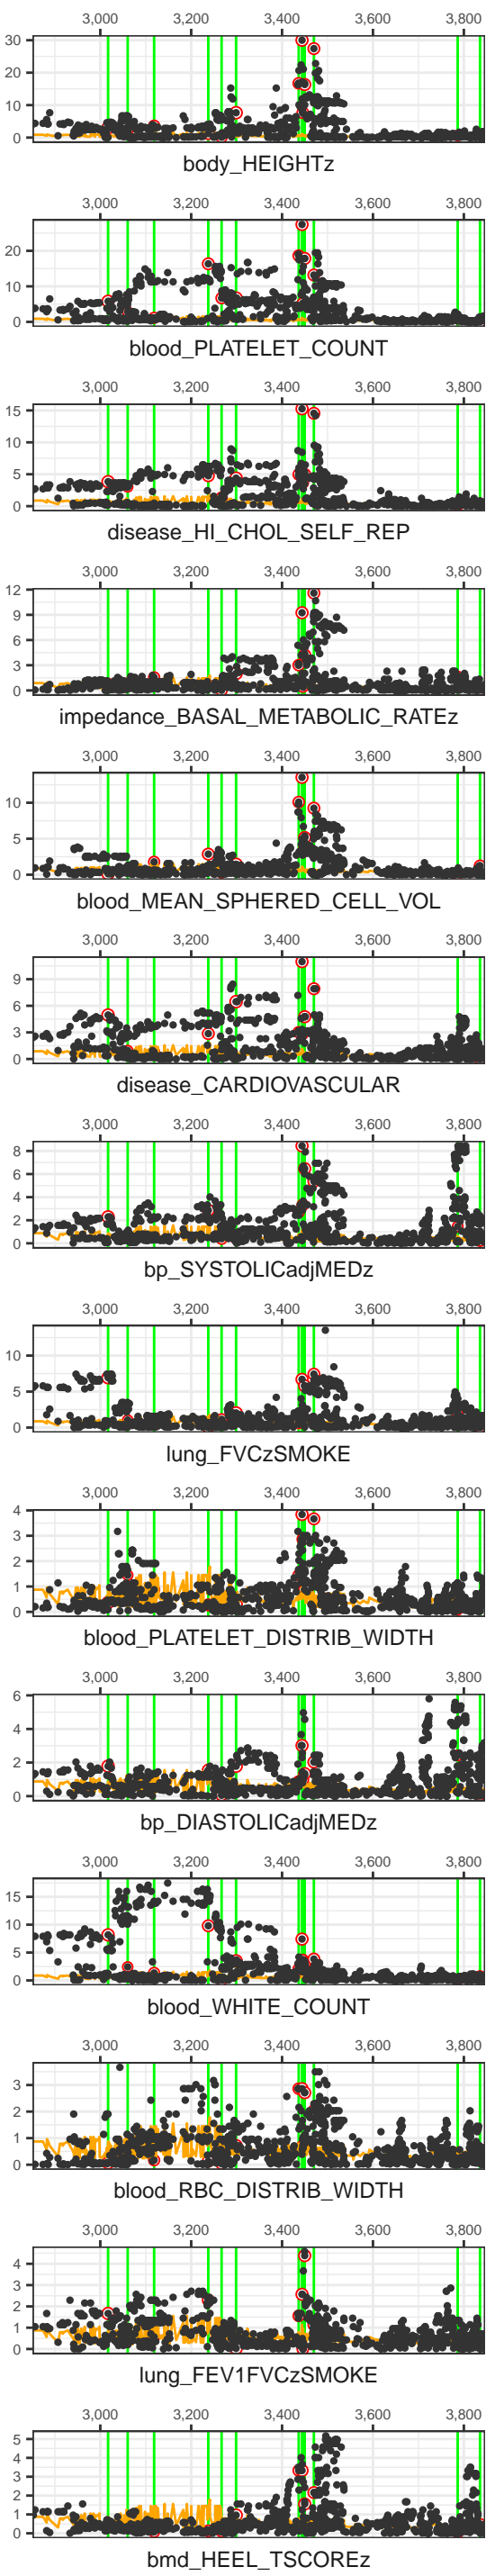 3,000 3,200 3,400 3,600 3,800
30
20
10
0
body_HEIGHTz
3,000 3,200 3,400 3,600 3,800
20
10
0
blood_PLATELET_COUNT
3,000 3,200 3,400 3,600 3,800
15
10
5
0
disease_HI_CHOL_SELF_REP
3,000 3,200 3,400 3,600 3,800
12
9
6
3
0
impedance_BASAL_METABOLIC_RATEz
3,000 3,200 3,400 3,600 3,800
10
5
0
blood_MEAN_SPHERED_CELL_VOL
3,000 3,200 3,400 3,600 3,800
9
6
3
0
disease_CARDIOVASCULAR
3,000 3,200 3,400 3,600 3,800
8
6
4
2
0
bp_SYSTOLICadjMEDz
3,000 3,200 3,400 3,600 3,800
10
5
0
lung_FVCzSMOKE
3,000 3,200 3,400 3,600 3,800
4
3
2
1
0
blood_PLATELET_DISTRIB_WIDTH
3,000 3,200 3,400 3,600 3,800
6
4
2
0
bp_DIASTOLICadjMEDz
3,000 3,200 3,400 3,600 3,800
15
10
5
0
blood_WHITE_COUNT
3,000 3,200 3,400 3,600 3,800
3
2
1
0
blood_RBC_DISTRIB_WIDTH
3,000 3,200 3,400 3,600 3,800
4
3
2
1
0
lung_FEV1FVCzSMOKE
3,000 3,200 3,400 3,600 3,800
5
4
3
2
1
0
bmd_HEEL_TSCOREz